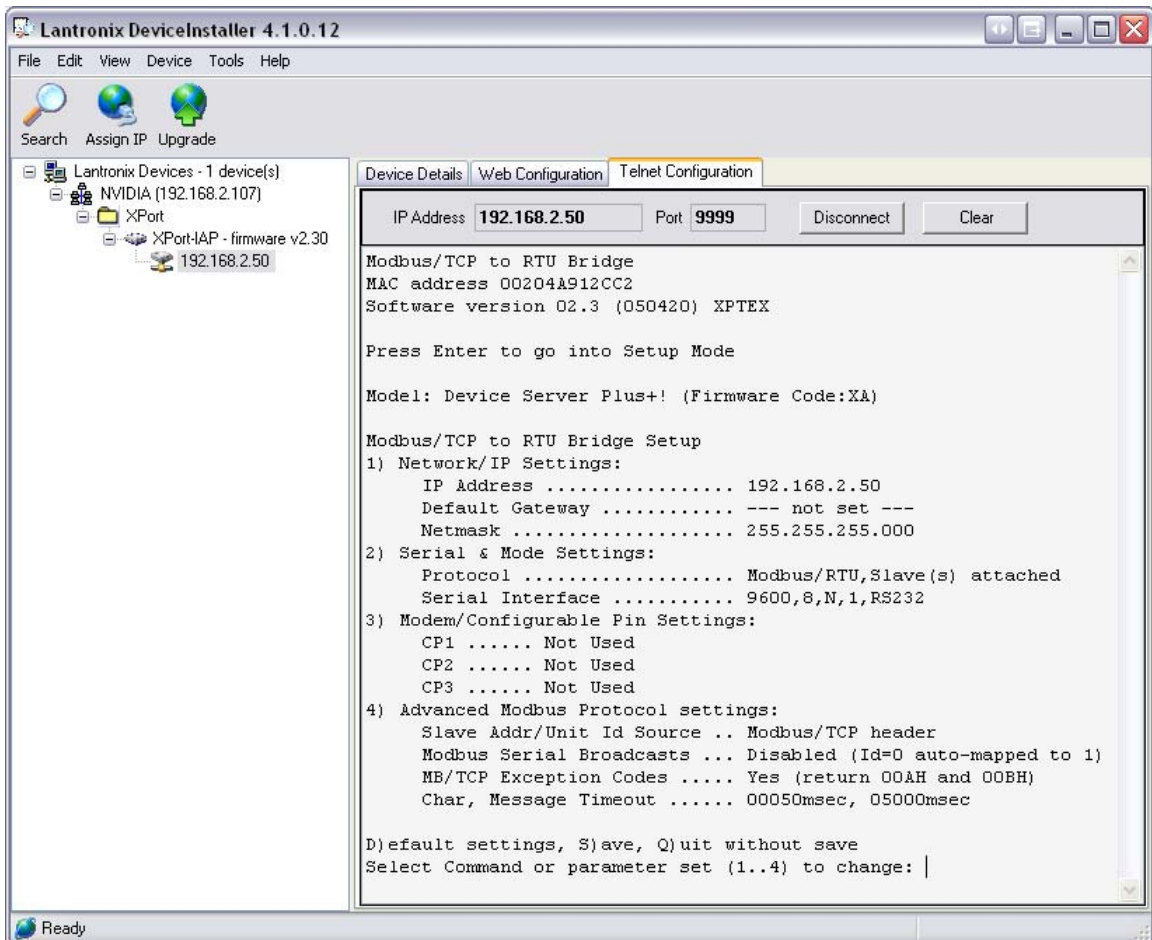 Lantronix DeviceInstaller 4.1.0.12
File Edit View Device Tools Help
Search Assign IP Upgrade
Lantronix Devices - 1 device(s)
NVIDIA (192.168.2.107)
XPort
XPort-IAP - firmware v2.30
192.168.2.50
Device Details Web Configuration Telnet Configuration
IP Address 192.168.2.50 Port 9999 Disconnect Clear
Modbus/TCP to RTU Bridge
MAC address 00204A912CC2
Software version 02.3 (050420) XPTEX
Press Enter to go into Setup Mode
Model: Device Server Plus+! (Firmware Code:XA)
Modbus/TCP to RTU Bridge Setup
1) Network/IP Settings:
IP Address ................. 192.168.2.50
Default Gateway ............ --- not set ---
Netmask .................... 255.255.255.000
2) Serial & Mode Settings:
Protocol ................... Modbus/RTU,Slave(s) attached
Serial Interface ........... 9600,8,N,1,RS232
3) Modem/Configurable Pin Settings:
CP1 ...... Not Used
CP2 ...... Not Used
CP3 ...... Not Used
4) Advanced Modbus Protocol settings:
Slave Addr/Unit Id Source .. Modbus/TCP header
Modbus Serial Broadcasts ... Disabled (Id=0 auto-mapped to 1)
MB/TCP Exception Codes ..... Yes (return 00AH and 00BH)
Char, Message Timeout ...... 00050msec, 05000msec
D)efault settings, S)ave, Q)uit without save
Select Command or parameter set (1..4) to change:
Ready